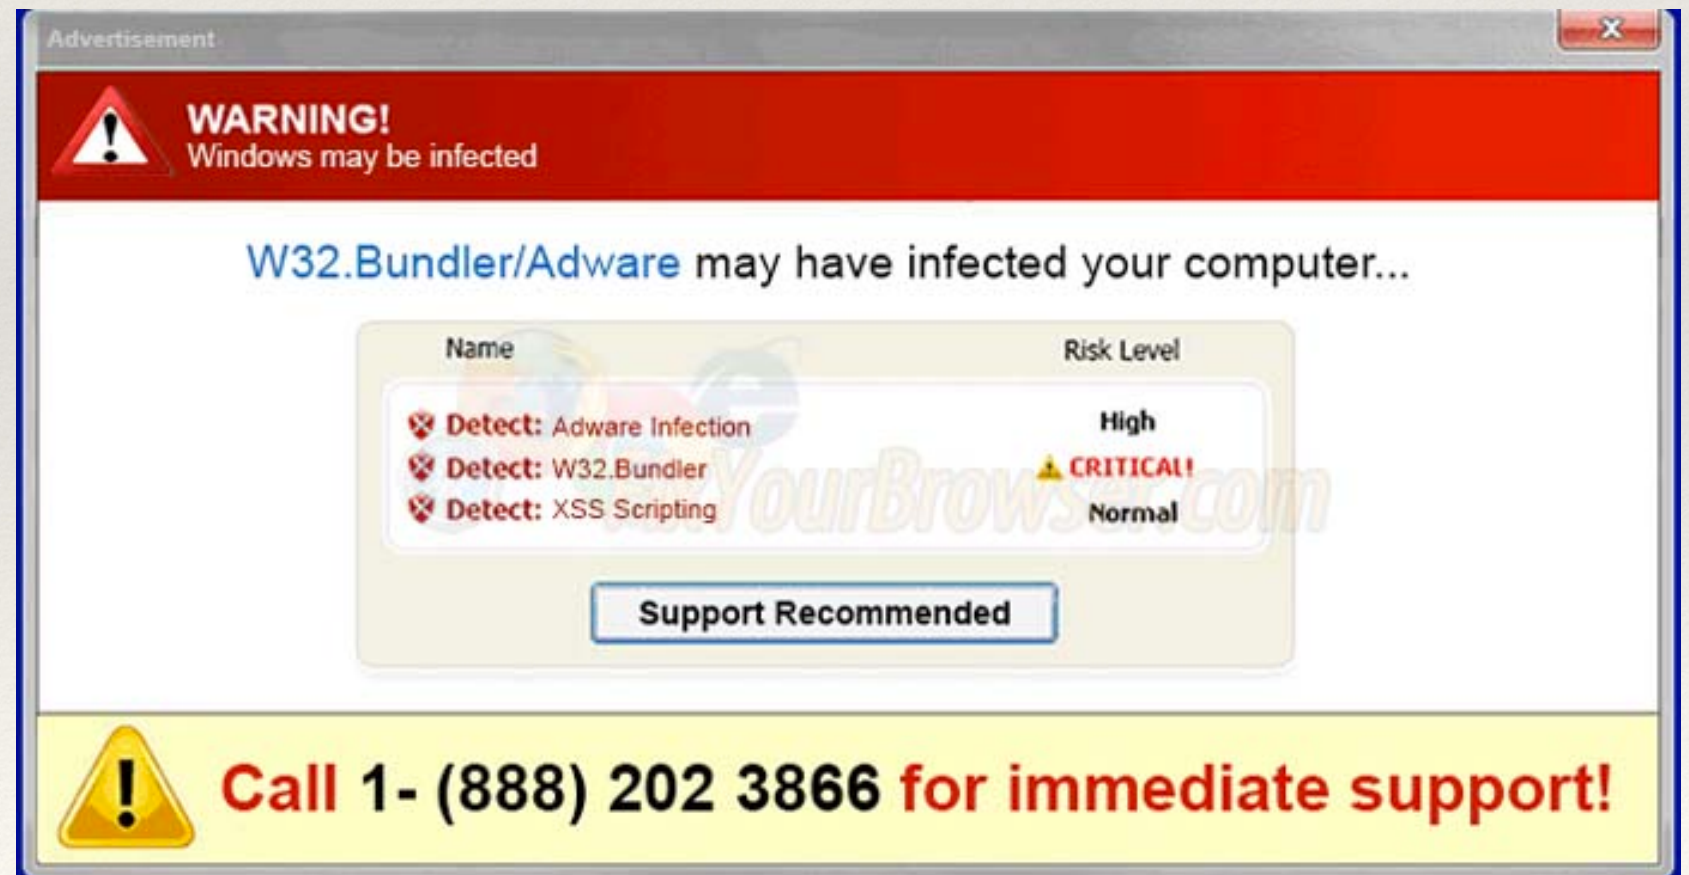 Advertisement
x
WARNING!
Windows may be infected
W32.Bundler/Adware may have infected your computer...
Name Risk Level
Detect: Adware Infection High
Detect: W32.Bundler CRITICAL!
Detect: XSS Scripting Normal
YourBrowser.com
Support Recommended
Call 1- (888) 202 3866 for immediate support!